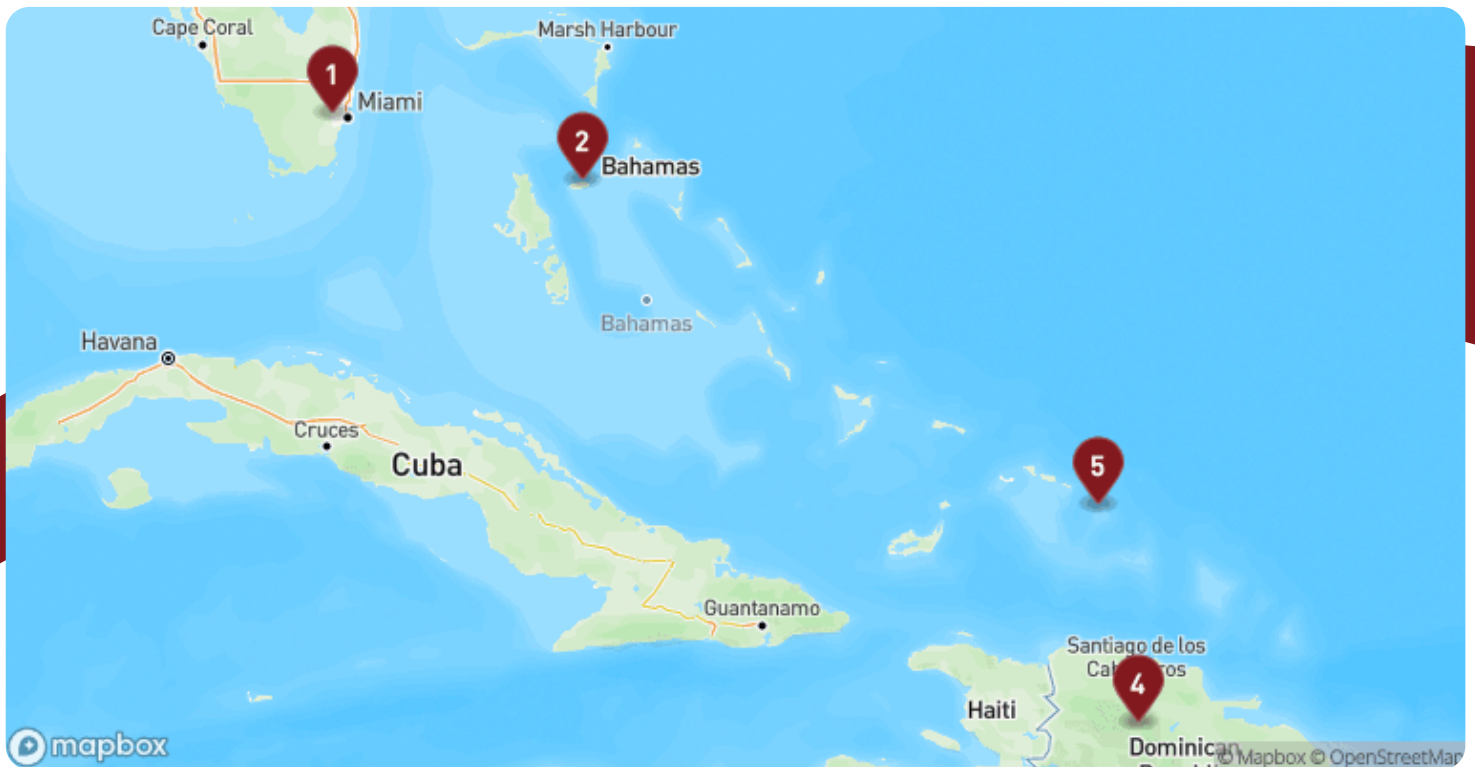 Cape Coral
Marsh Harbour
1
Miami
2
Bahamas
Bahamas
Havana
Cruces
Cuba
5
Guantanamo
Santiago de los
4
Haiti
Dominican
mapbox
© Mapbox © OpenStreetMap